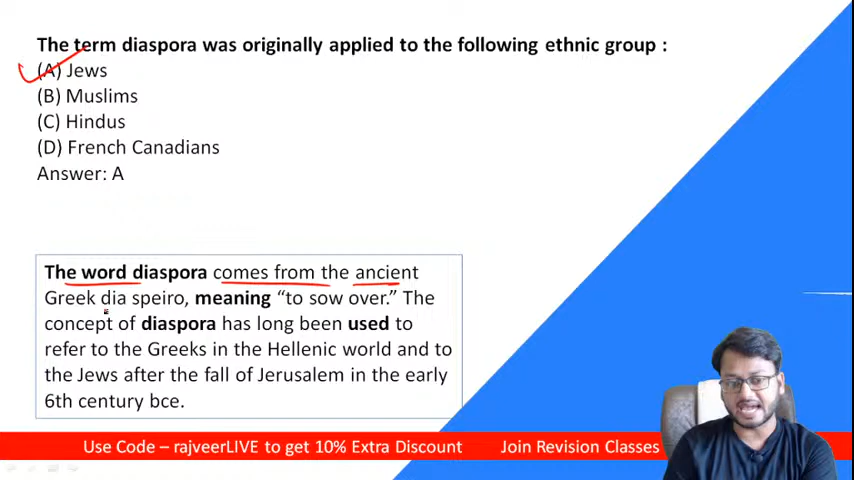 The term diaspora was originally applied to the following ethnic group :
(A) Jews
(B) Muslims
(C) Hindus
(D) French Canadians
Answer: A
The word diaspora comes from the ancient
Greek dia speiro, meaning “to sow over.” The
concept of diaspora has long been used to
refer to the Greeks in the Hellenic world and to
the Jews after the fall of Jerusalem in the early
6th century bce.
Use Code – rajveerLIVE to get 10% Extra Discount Join Revision Classes